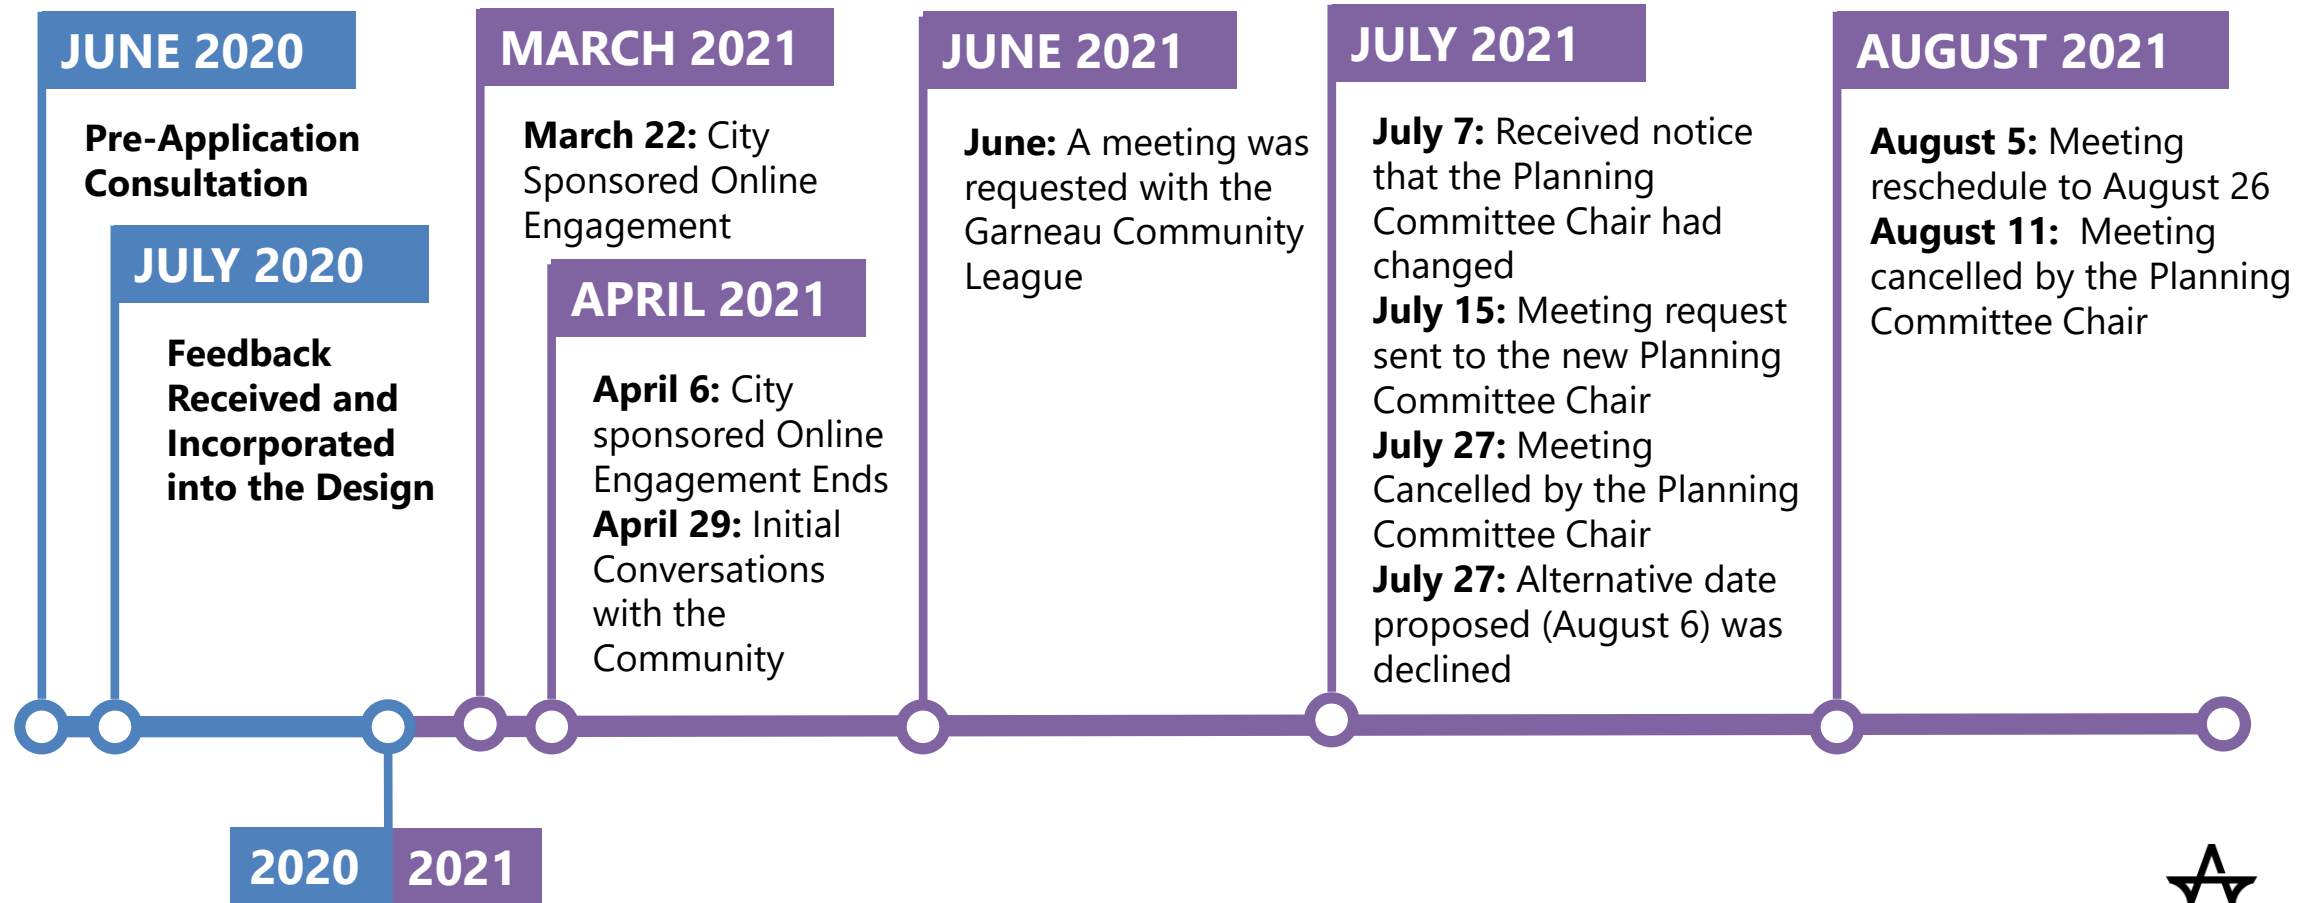 JUNE 2020
Pre-Application
Consultation
JULY 2020
Feedback
Received and
Incorporated
into the Design
MARCH 2021
March 22: City
Sponsored Online
Engagement
APRIL 2021
April 6: City
sponsored Online
Engagement Ends
April 29: Initial
Conversations
with the
Community
JUNE 2021
June: A meeting was
requested with the
Garneau Community
League
JULY 2021
July 7: Received notice
that the Planning
Committee Chair had
changed
July 15: Meeting request
sent to the new Planning
Committee Chair
July 27: Meeting
Cancelled by the Planning
Committee Chair
July 27: Alternative date
proposed (August 6) was
declined
AUGUST 2021
August 5: Meeting
reschedule to August 26
August 11:  Meeting
cancelled by the Planning
Committee Chair
2020
2021